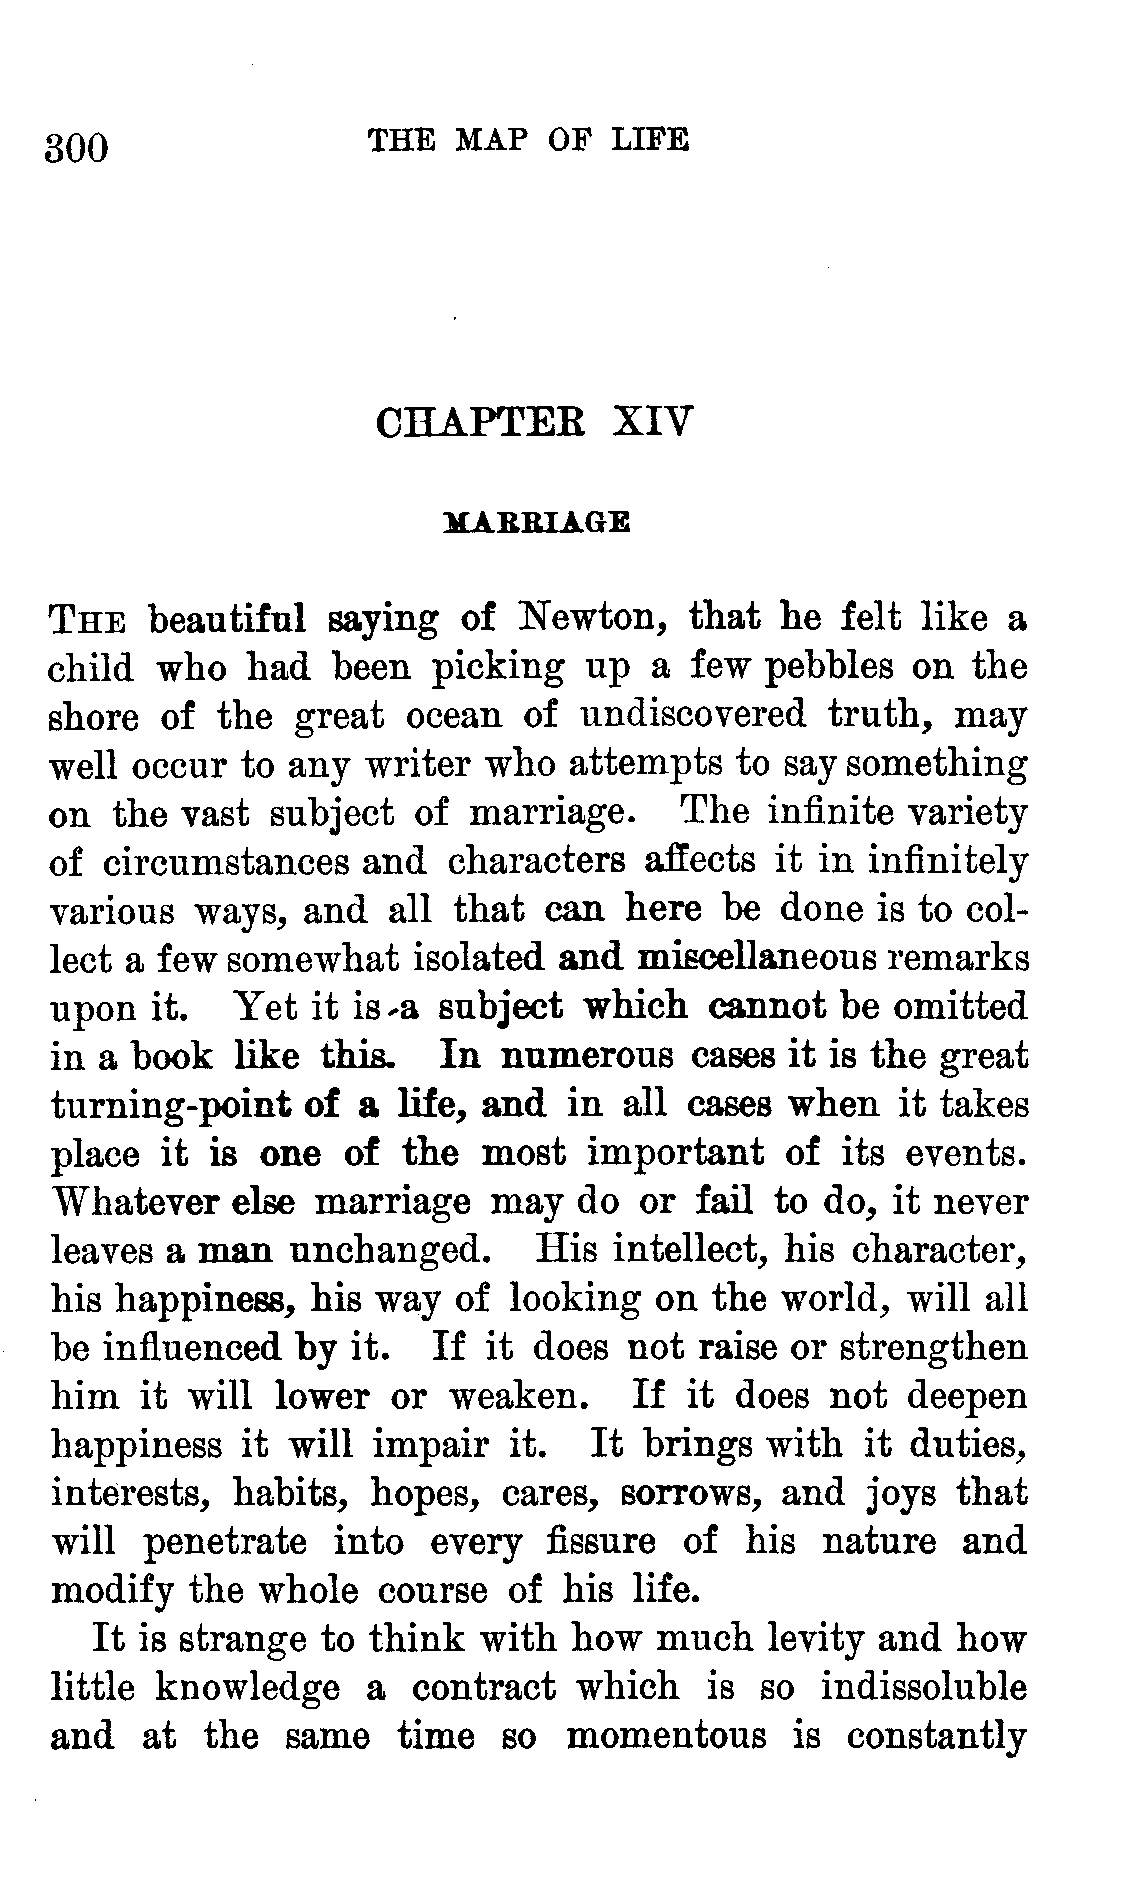 300 THE MAP OF LIFE
CHAPTER XIV
MARRIAGE
THE beautiful saying of Newton, that he felt like a
child who had been picking up a few pebbles on the
shore of the great ocean of undiscovered truth, may
well occur to any writer who attempts to say something
on the vast subject of marriage. The infinite variety
of circumstances and characters affects it in infinitely
various ways, and all that can here be done is to col-
lect a few somewhat isolated and miscellaneous remarks
upon it. Yet it is a subject which cannot be omitted
in a book like this. In numerous cases it is the great
turning-point of a life, and in all cases when it takes
place it is one of the most important of its events.
Whatever else marriage may do or fail to do, it never
leaves a man unchanged. His intellect, his character,
his happiness, his way of looking on the world, will all
be influenced by it. If it does not raise or strengthen
him it will lower or weaken. If it does not deepen
happiness it will impair it. It brings with it duties,
interests, habits, hopes, cares, sorrows, and joys that
will penetrate into every fissure of his nature and
modify the whole course of his life.
It is strange to think with how much levity and how
little knowledge a contract which is so indissoluble
and at the same time so momentous is constantly